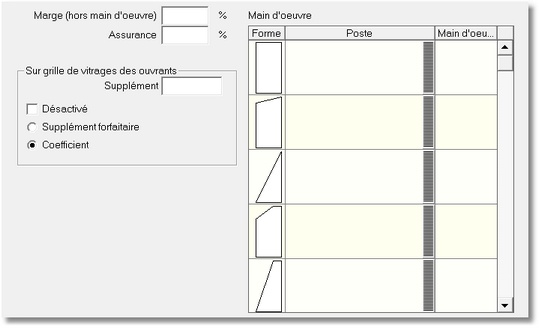 Marge (hors main d'oeuvre) %
Assurance %
Sur grille de vitrages des ouvrants
Supplément
Désactivé
Supplément forfaitaire
Coefficient
Main d'oeuvre
Forme Poste Main d'oeu...